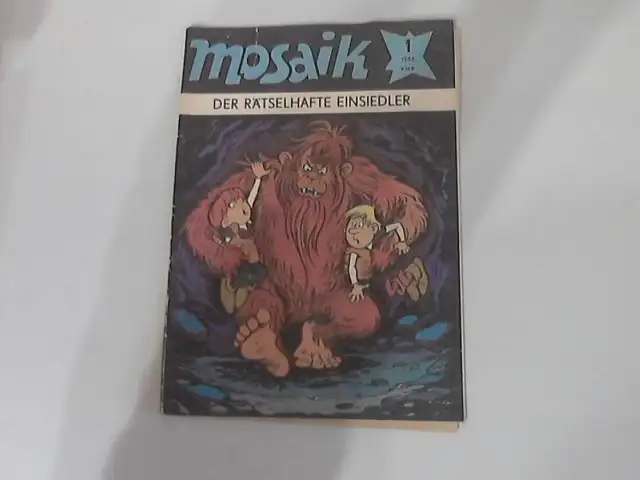 mosaik
1
DER RÄTSELHAFTE EINSIEDLER